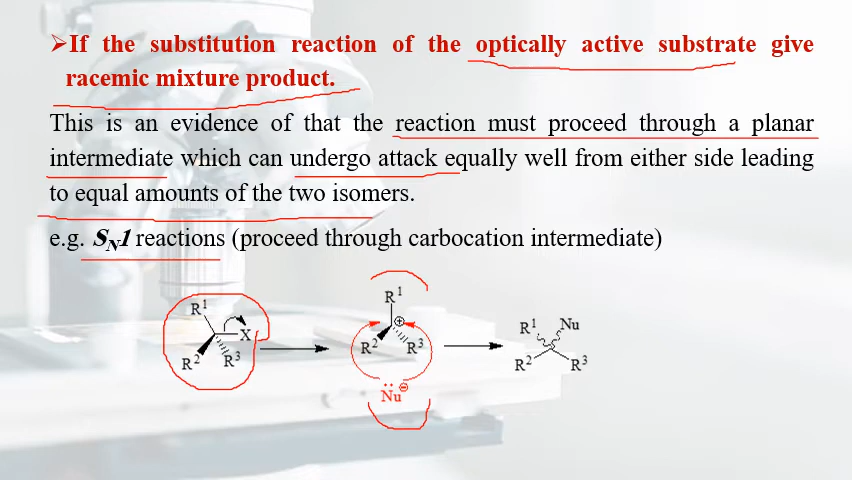 ➢If the substitution reaction of the optically active substrate give
racemic mixture product.
This is an evidence of that the reaction must proceed through a planar
intermediate which can undergo attack equally well from either side leading
to equal amounts of the two isomers.
e.g. SN1 reactions (proceed through carbocation intermediate)
R1 X R2 R3
R1 ⊕ R2 R3
Nu⊖
R1 Nu R2 R3